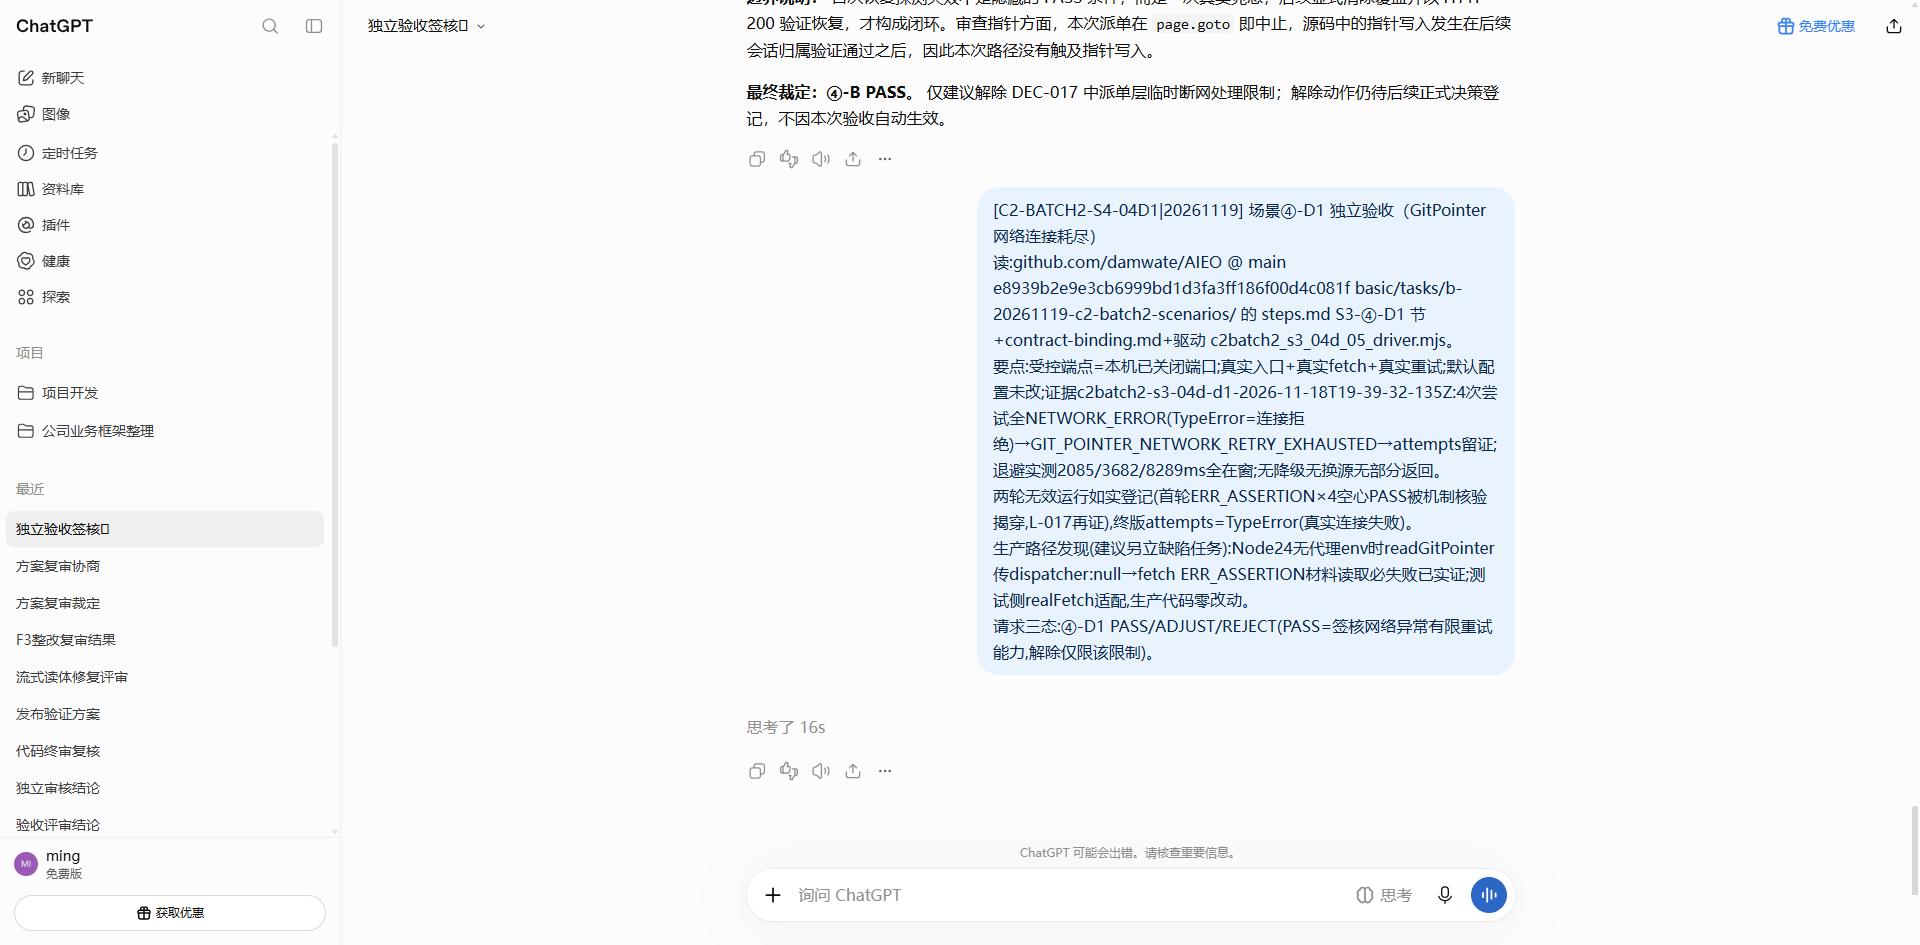 ChatGPT
新聊天
图像
定时任务
资料库
插件
健康
探索
项目
项目开发
公司业务框架整理
最近
独立验收签核
方案复审协商
方案复审裁定
F3整改复审结果
流式读体修复评审
发布验证方案
代码终审复核
独立审核结论
验收评审结论
MI
ming
免费版
获取优惠
独立验收签核
免费优惠
200 验证恢复，才构成闭环。审查指针方面，本次派单在 page.goto 即中止，源码中的指针写入发生在后续
会话归属验证通过之后，因此本次路径没有触及指针写入。
最终裁定：④-B PASS。 仅建议解除 DEC-017 中派单层临时断网处理限制；解除动作仍待后续正式决策登
记，不因本次验收自动生效。
[C2-BATCH2-S4-04D1|20261119] 场景④-D1 独立验收（GitPointer
网络连接耗尽）
读:github.com/damwate/AIEO @ main
e8939b2e9e3cb6999bd1d3fa3ff186f00d4c081f basic/tasks/b-
20261119-c2-batch2-scenarios/ 的 steps.md S3-④-D1 节
+contract-binding.md+驱动 c2batch2_s3_04d_05_driver.mjs。
要点:受控端点=本机已关闭端口;真实入口+真实fetch+真实重试;默认配
置未改;证据c2batch2-s3-04d-d1-2026-11-18T19-39-32-135Z:4次尝
试全NETWORK_ERROR(TypeError=连接拒
绝)→GIT_POINTER_NETWORK_RETRY_EXHAUSTED→attempts留证;
退避实测2085/3682/8289ms全在窗;无降级无换源无部分返回。
两轮无效运行如实登记(首轮ERR_ASSERTION×4空心PASS被机制核验
揭穿,L-017再证),终版attempts=TypeError(真实连接失败)。
生产路径发现(建议另立缺陷任务):Node24无代理env时readGitPointer
传dispatcher:null→fetch ERR_ASSERTION材料读取必失败已实证;测
试侧realFetch适配,生产代码零改动。
请求三态:④-D1 PASS/ADJUST/REJECT(PASS=签核网络异常有限重试
能力,解除仅限该限制)。
思考了 16s
ChatGPT 可能会出错。请核查重要信息。
询问 ChatGPT
思考